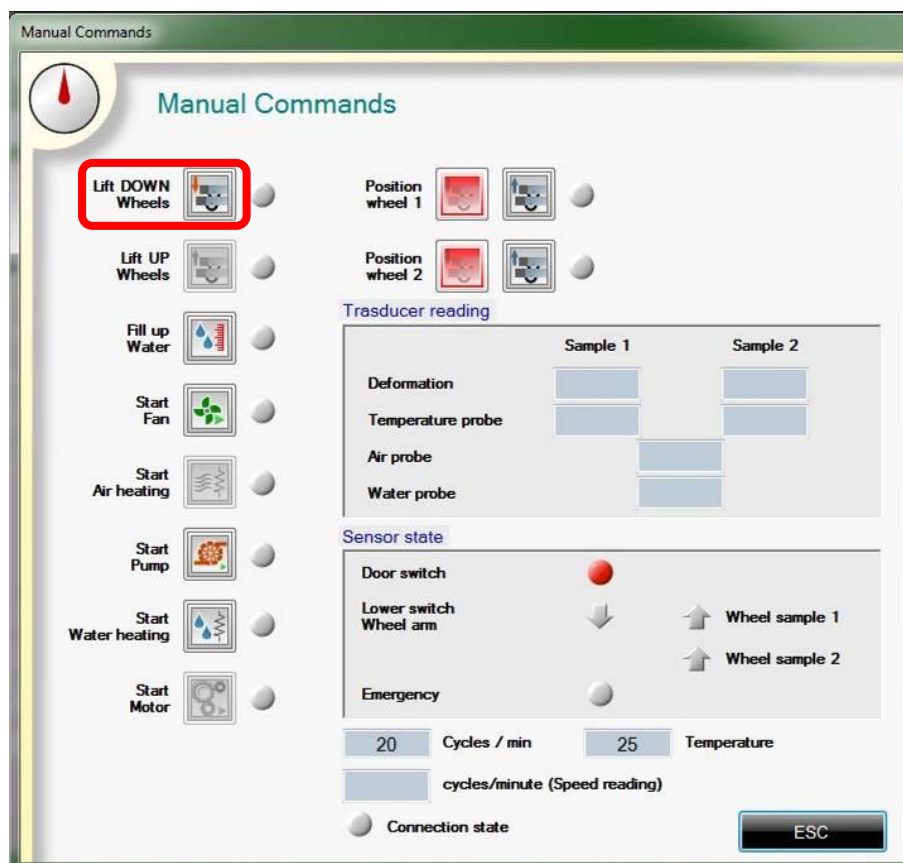 Manual Commands
Manual Commands
Lift DOWN
Wheels
Position
wheel 1
Lift UP
Wheels
Position
wheel 2
Fill up
Water
Start
Fan
Start
Air heating
Start
Pump
Start
Water heating
Start
Motor
Trasducer reading
Sample 1 Sample 2
Deformation
Temperature probe
Air probe
Water probe
Sensor state
Door switch
Lower switch
Wheel arm
Wheel sample 1
Wheel sample 2
Emergency
20 Cycles / min 25 Temperature
cycles/minute (Speed reading)
Connection state
ESC